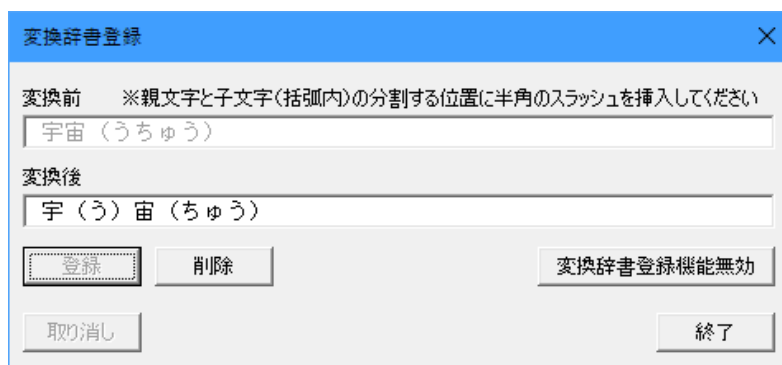 変換辞書登録
変換前 ※親文字と子文字(括弧内)の分割する位置に半角のスラッシュを挿入してください
宇宙(うちゅう)
変換後
宇(う)宙(ちゅう)
登録 削除 変換辞書登録機能無効
取り消し 終了